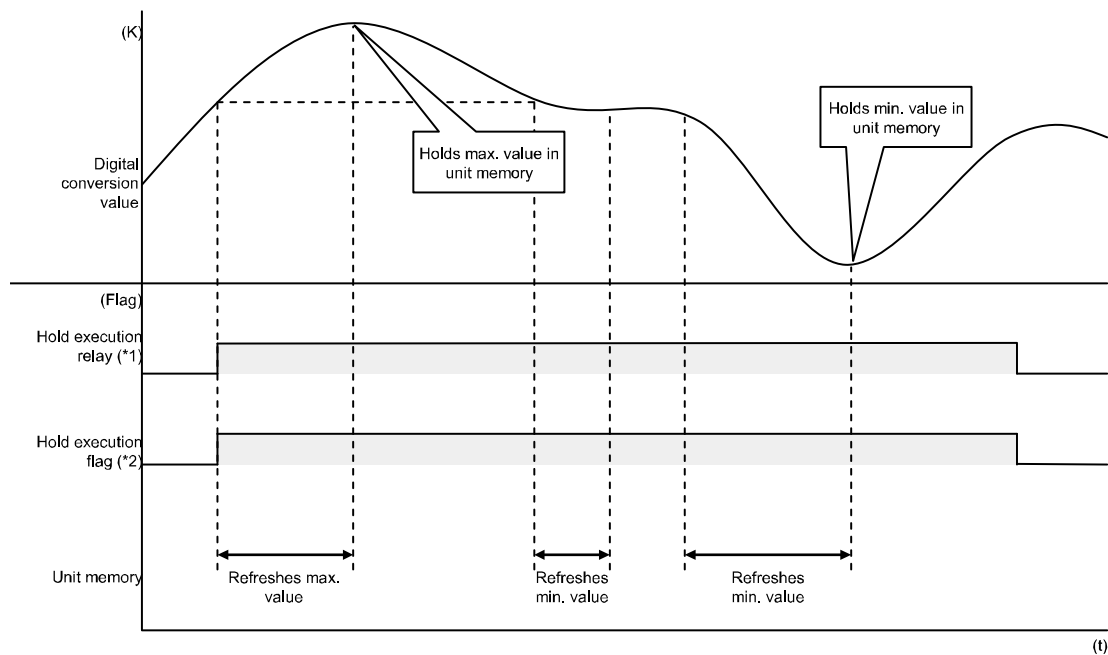 (K)
Holds max. value in
unit memory
Holds min. value in
unit memory
Digital
conversion
value
(Flag)
Hold execution
relay (*1)
Hold execution
flag (*2)
Unit memory
Refreshes max.
value
Refreshes
min. value
Refreshes
min. value
(t)